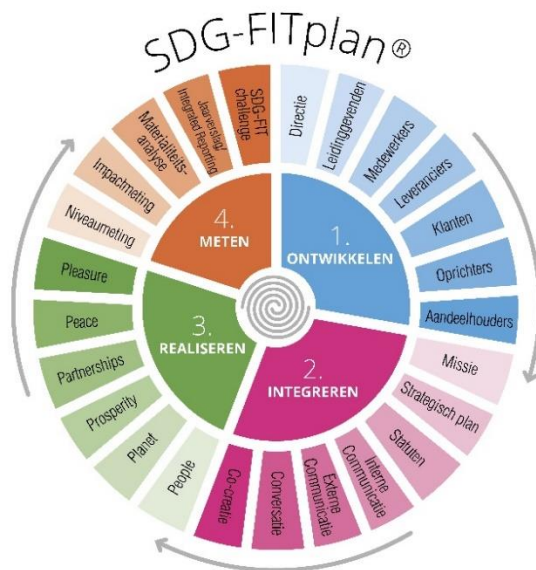 SDG-FITplan®
1.
ONTWIKKELEN
Directie
Leidinggevenden
Medewerkers
Leveranciers
Klanten
Oprichters
Aandeelhouders
2.
INTEGREREN
Missie
Strategisch plan
Statuten
Interne
Communicatie
Externe
Communicatie
Conversatie
Co-creatie
3.
REALISEREN
People
Planet
Prosperity
Partnerships
Peace
Pleasure
4.
METEN
Niveaumeting
Impactmeting
Materialiteits-
analyse
Jaarverslag/
Integrated Reporting
SDG-FIT
challenge